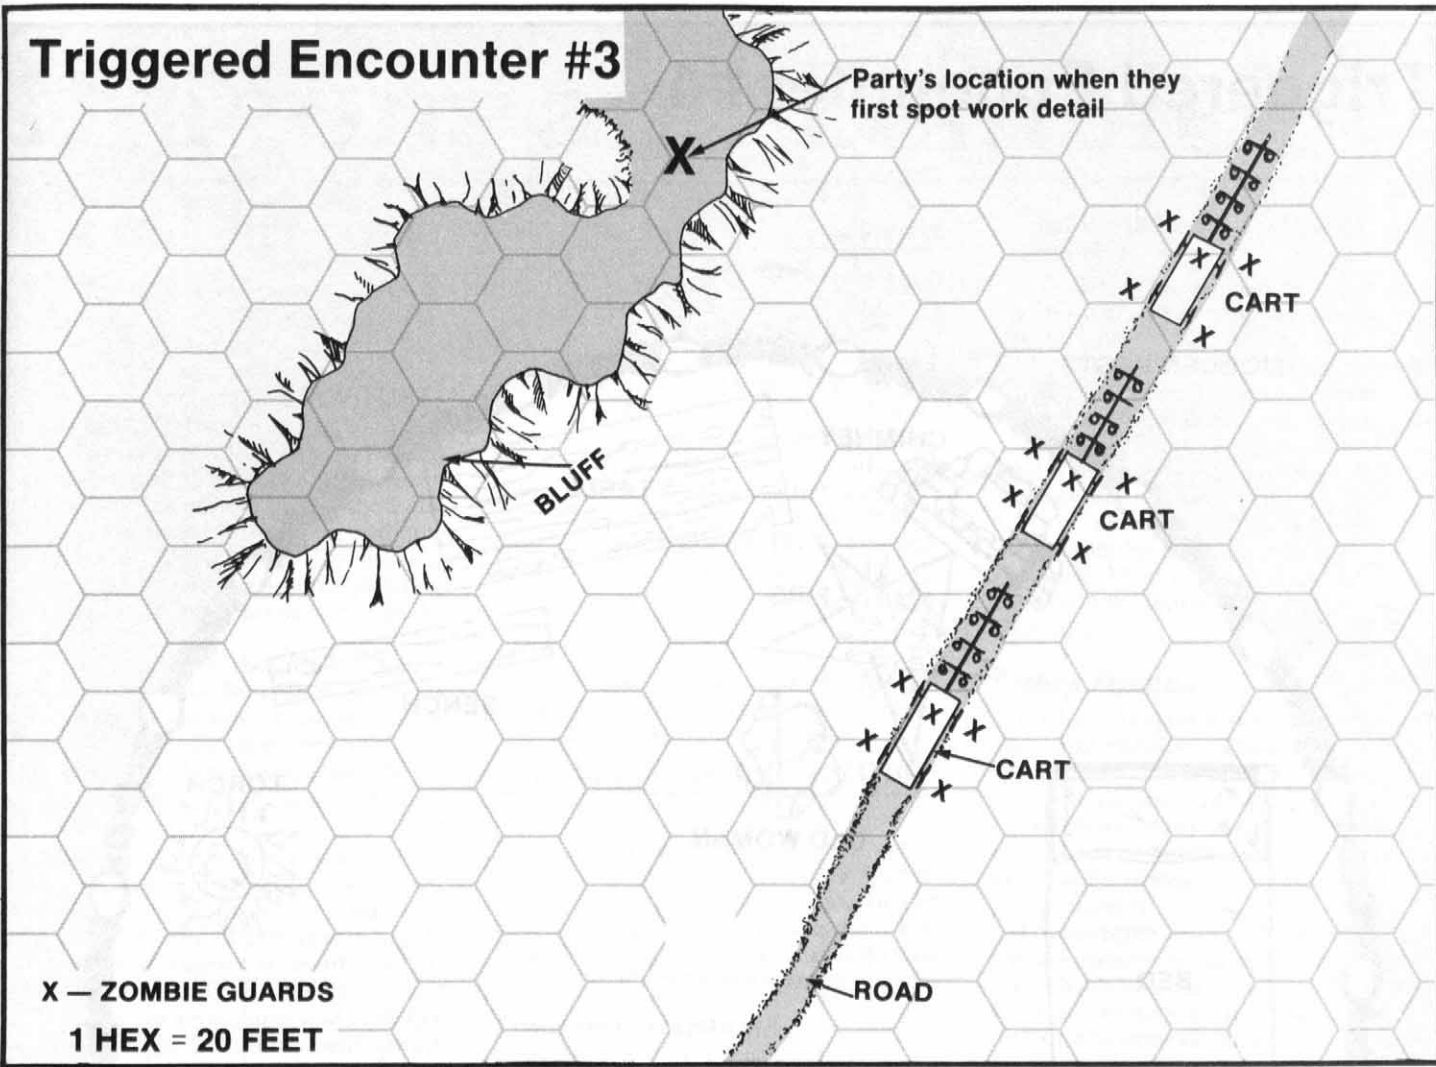 Triggered Encounter #3
Party's location when they
first spot work detail
X
X
X
X
X
X
CART
X
X
X
X
X
CART
BLUFF
X
X
X
X
X
CART
ROAD
X — ZOMBIE GUARDS
1 HEX = 20 FEET